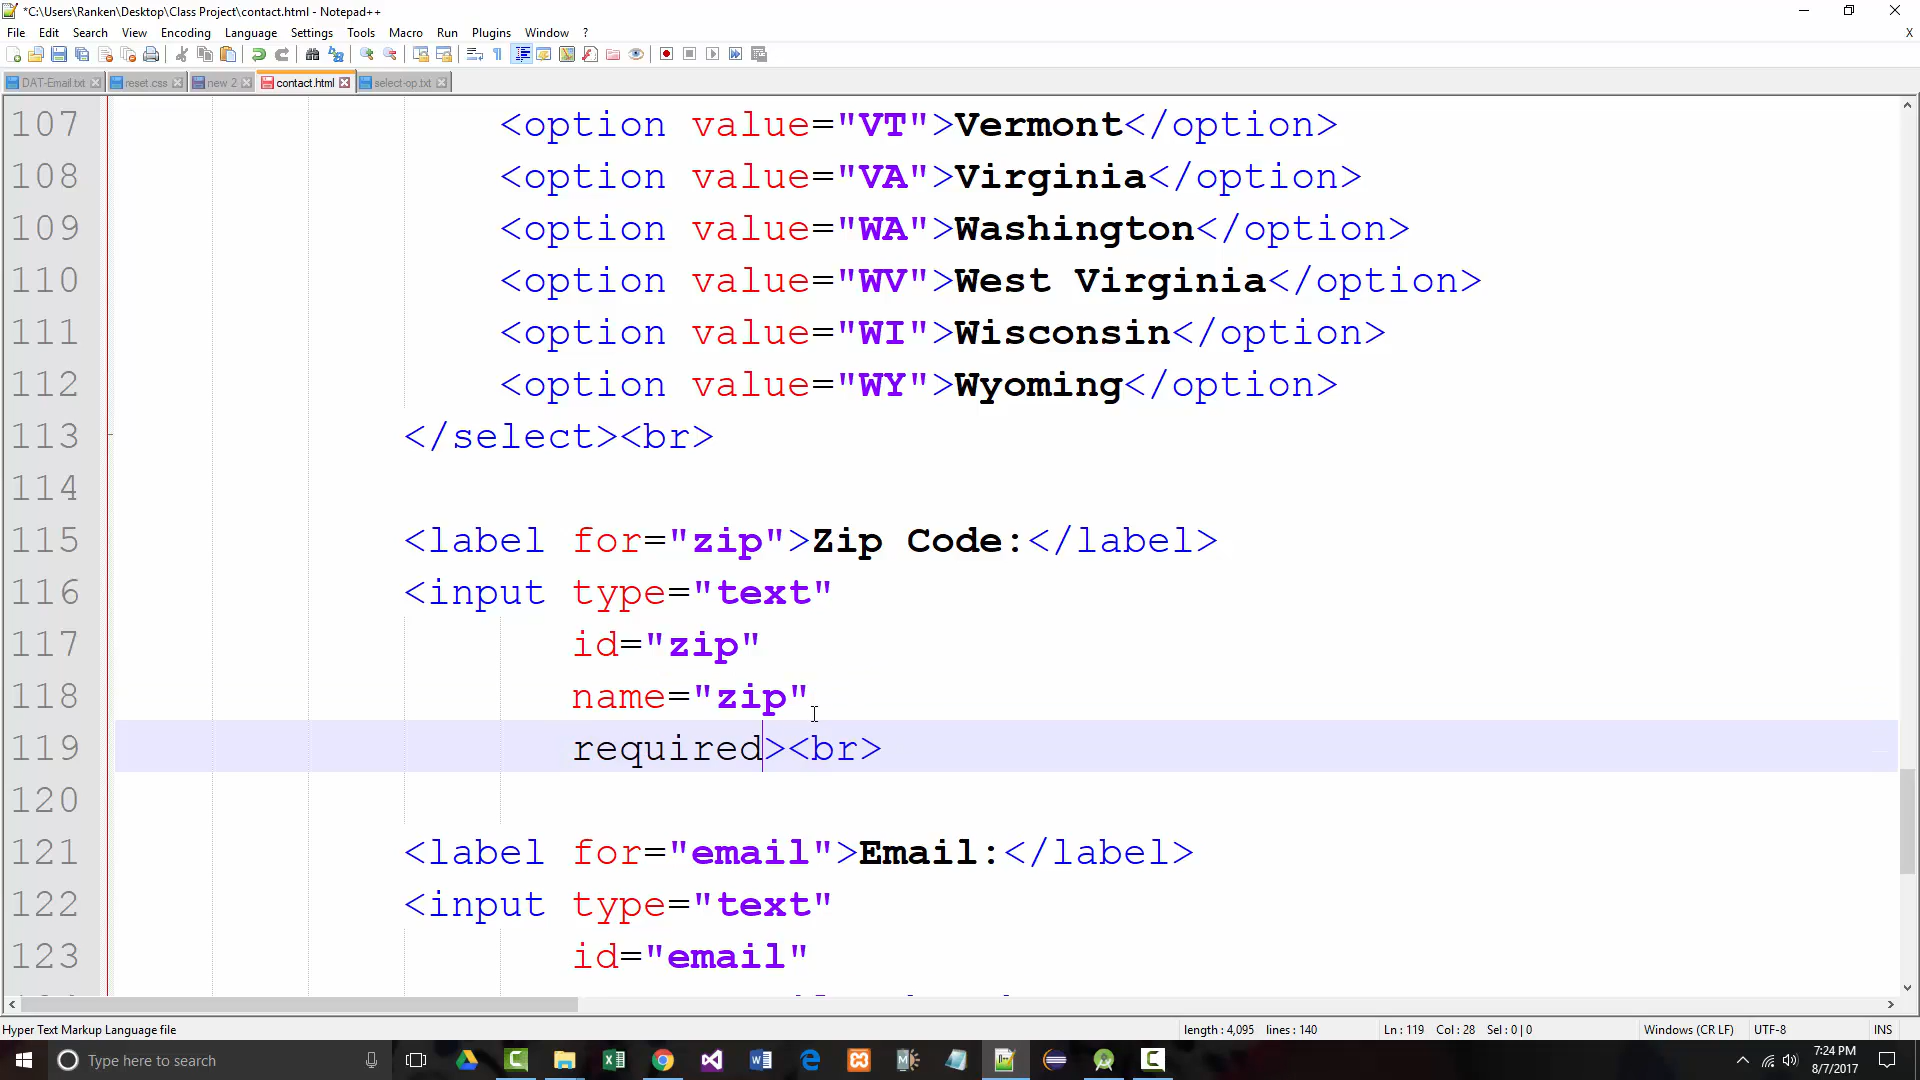 *C:\Users\Ranken\Desktop\Class Project\contact.html - Notepad++
File Edit Search View Encoding Language Settings Tools Macro Run Plugins Window ? X
DAT-Email.txt reset.css new 2 contact.html select-op.txt
107 <option value="VT">Vermont</option>
108 <option value="VA">Virginia</option>
109 <option value="WA">Washington</option>
110 <option value="WV">West Virginia</option>
111 <option value="WI">Wisconsin</option>
112 <option value="WY">Wyoming</option>
113 </select><br>
114
115 <label for="zip">Zip Code:</label>
116 <input type="text"
117 id="zip"
118 name="zip"
119 required><br>
120
121 <label for="email">Email:</label>
122 <input type="text"
123 id="email"
Hyper Text Markup Language file length : 4,095 lines : 140 Ln : 119 Col : 28 Sel : 0 | 0 Windows (CR LF) UTF-8 INS
Type here to search
7:24 PM
8/7/2017